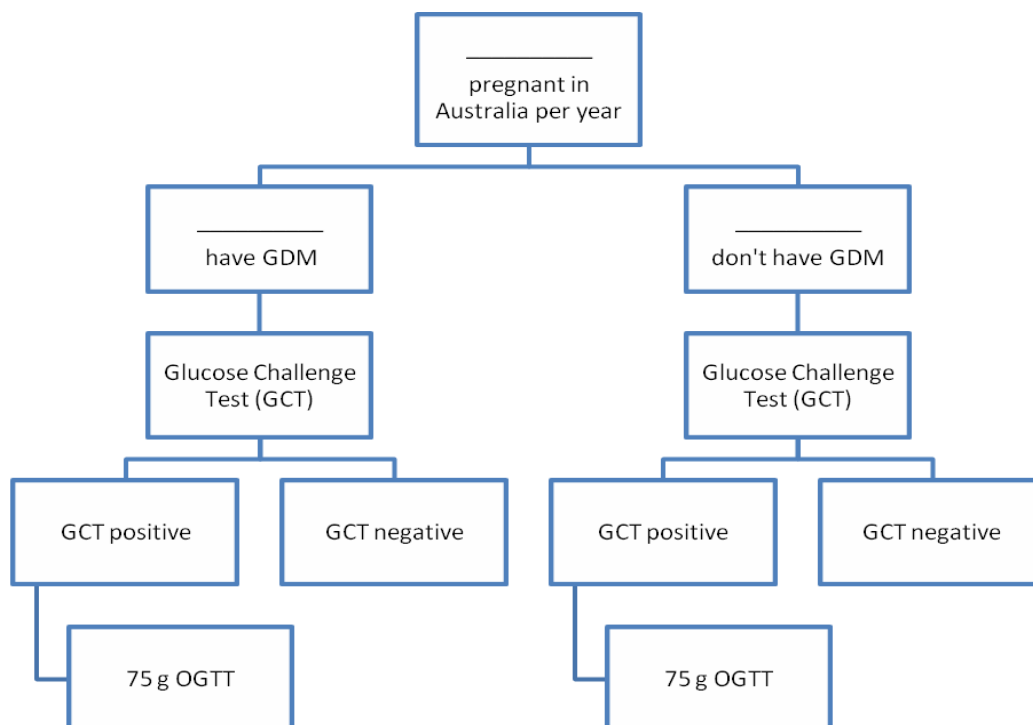 pregnant in
Australia per year
have GDM
don't have GDM
Glucose Challenge
Test (GCT)
Glucose Challenge
Test (GCT)
GCT positive
GCT negative
GCT positive
GCT negative
75 g OGTT
75 g OGTT